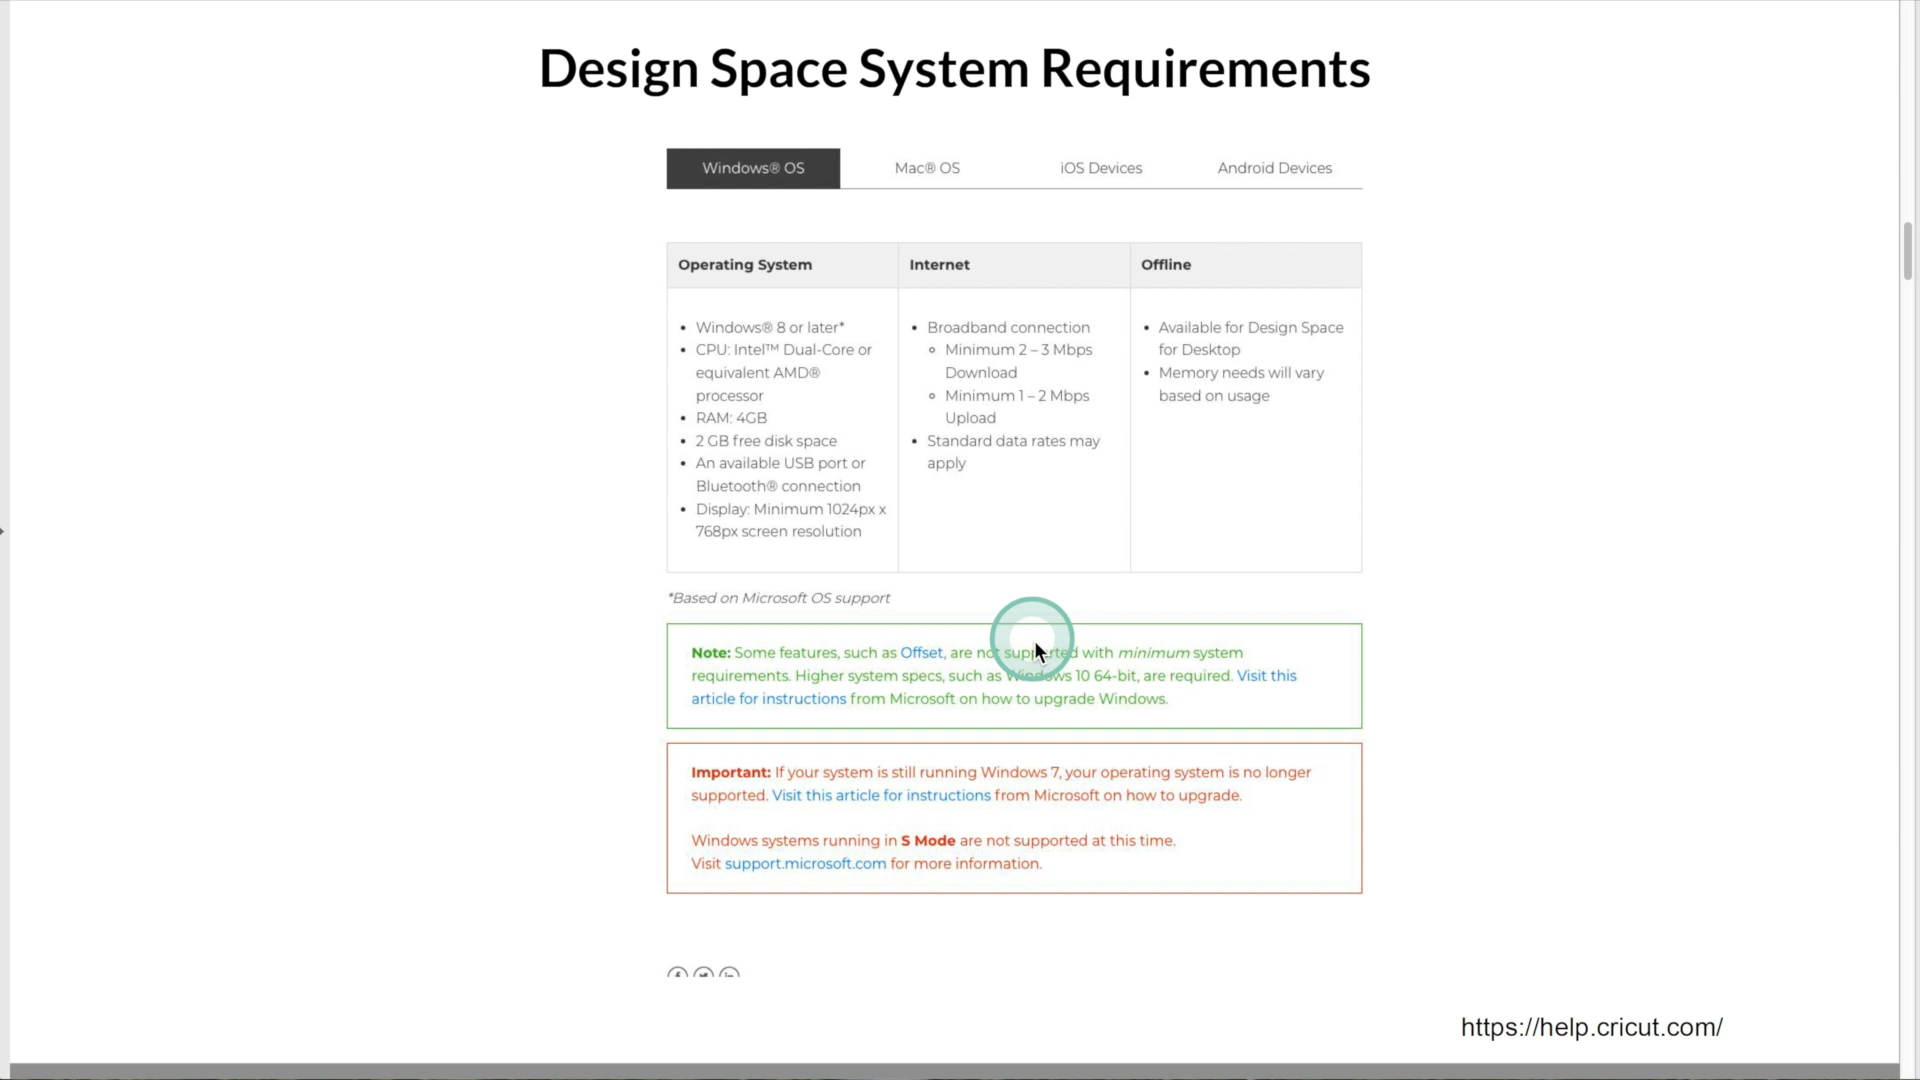 Design Space System Requirements
Windows® OS
Mac® OS
iOS Devices
Android Devices
Operating System
• Windows® 8 or later*
• CPU: Intel™ Dual-Core or
equivalent AMD®
processor
• RAM: 4GB
• 2 GB free disk space
• An available USB port or
Bluetooth® connection
• Display: Minimum 1024px x
768px screen resolution
Internet
• Broadband connection
Minimum 2 – 3 Mbps
Download
Minimum 1 – 2 Mbps
Upload
• Standard data rates may
apply
Offline
• Available for Design Space
for Desktop
• Memory needs will vary
based on usage
*Based on Microsoft OS support
Note: Some features, such as Offset, are not supported with minimum system
requirements. Higher system specs, such as Windows 10 64-bit, are required. Visit this
article for instructions from Microsoft on how to upgrade Windows.
Important: If your system is still running Windows 7, your operating system is no longer
supported. Visit this article for instructions from Microsoft on how to upgrade.
Windows systems running in S Mode are not supported at this time.
Visit support.microsoft.com for more information.
https://help.cricut.com/